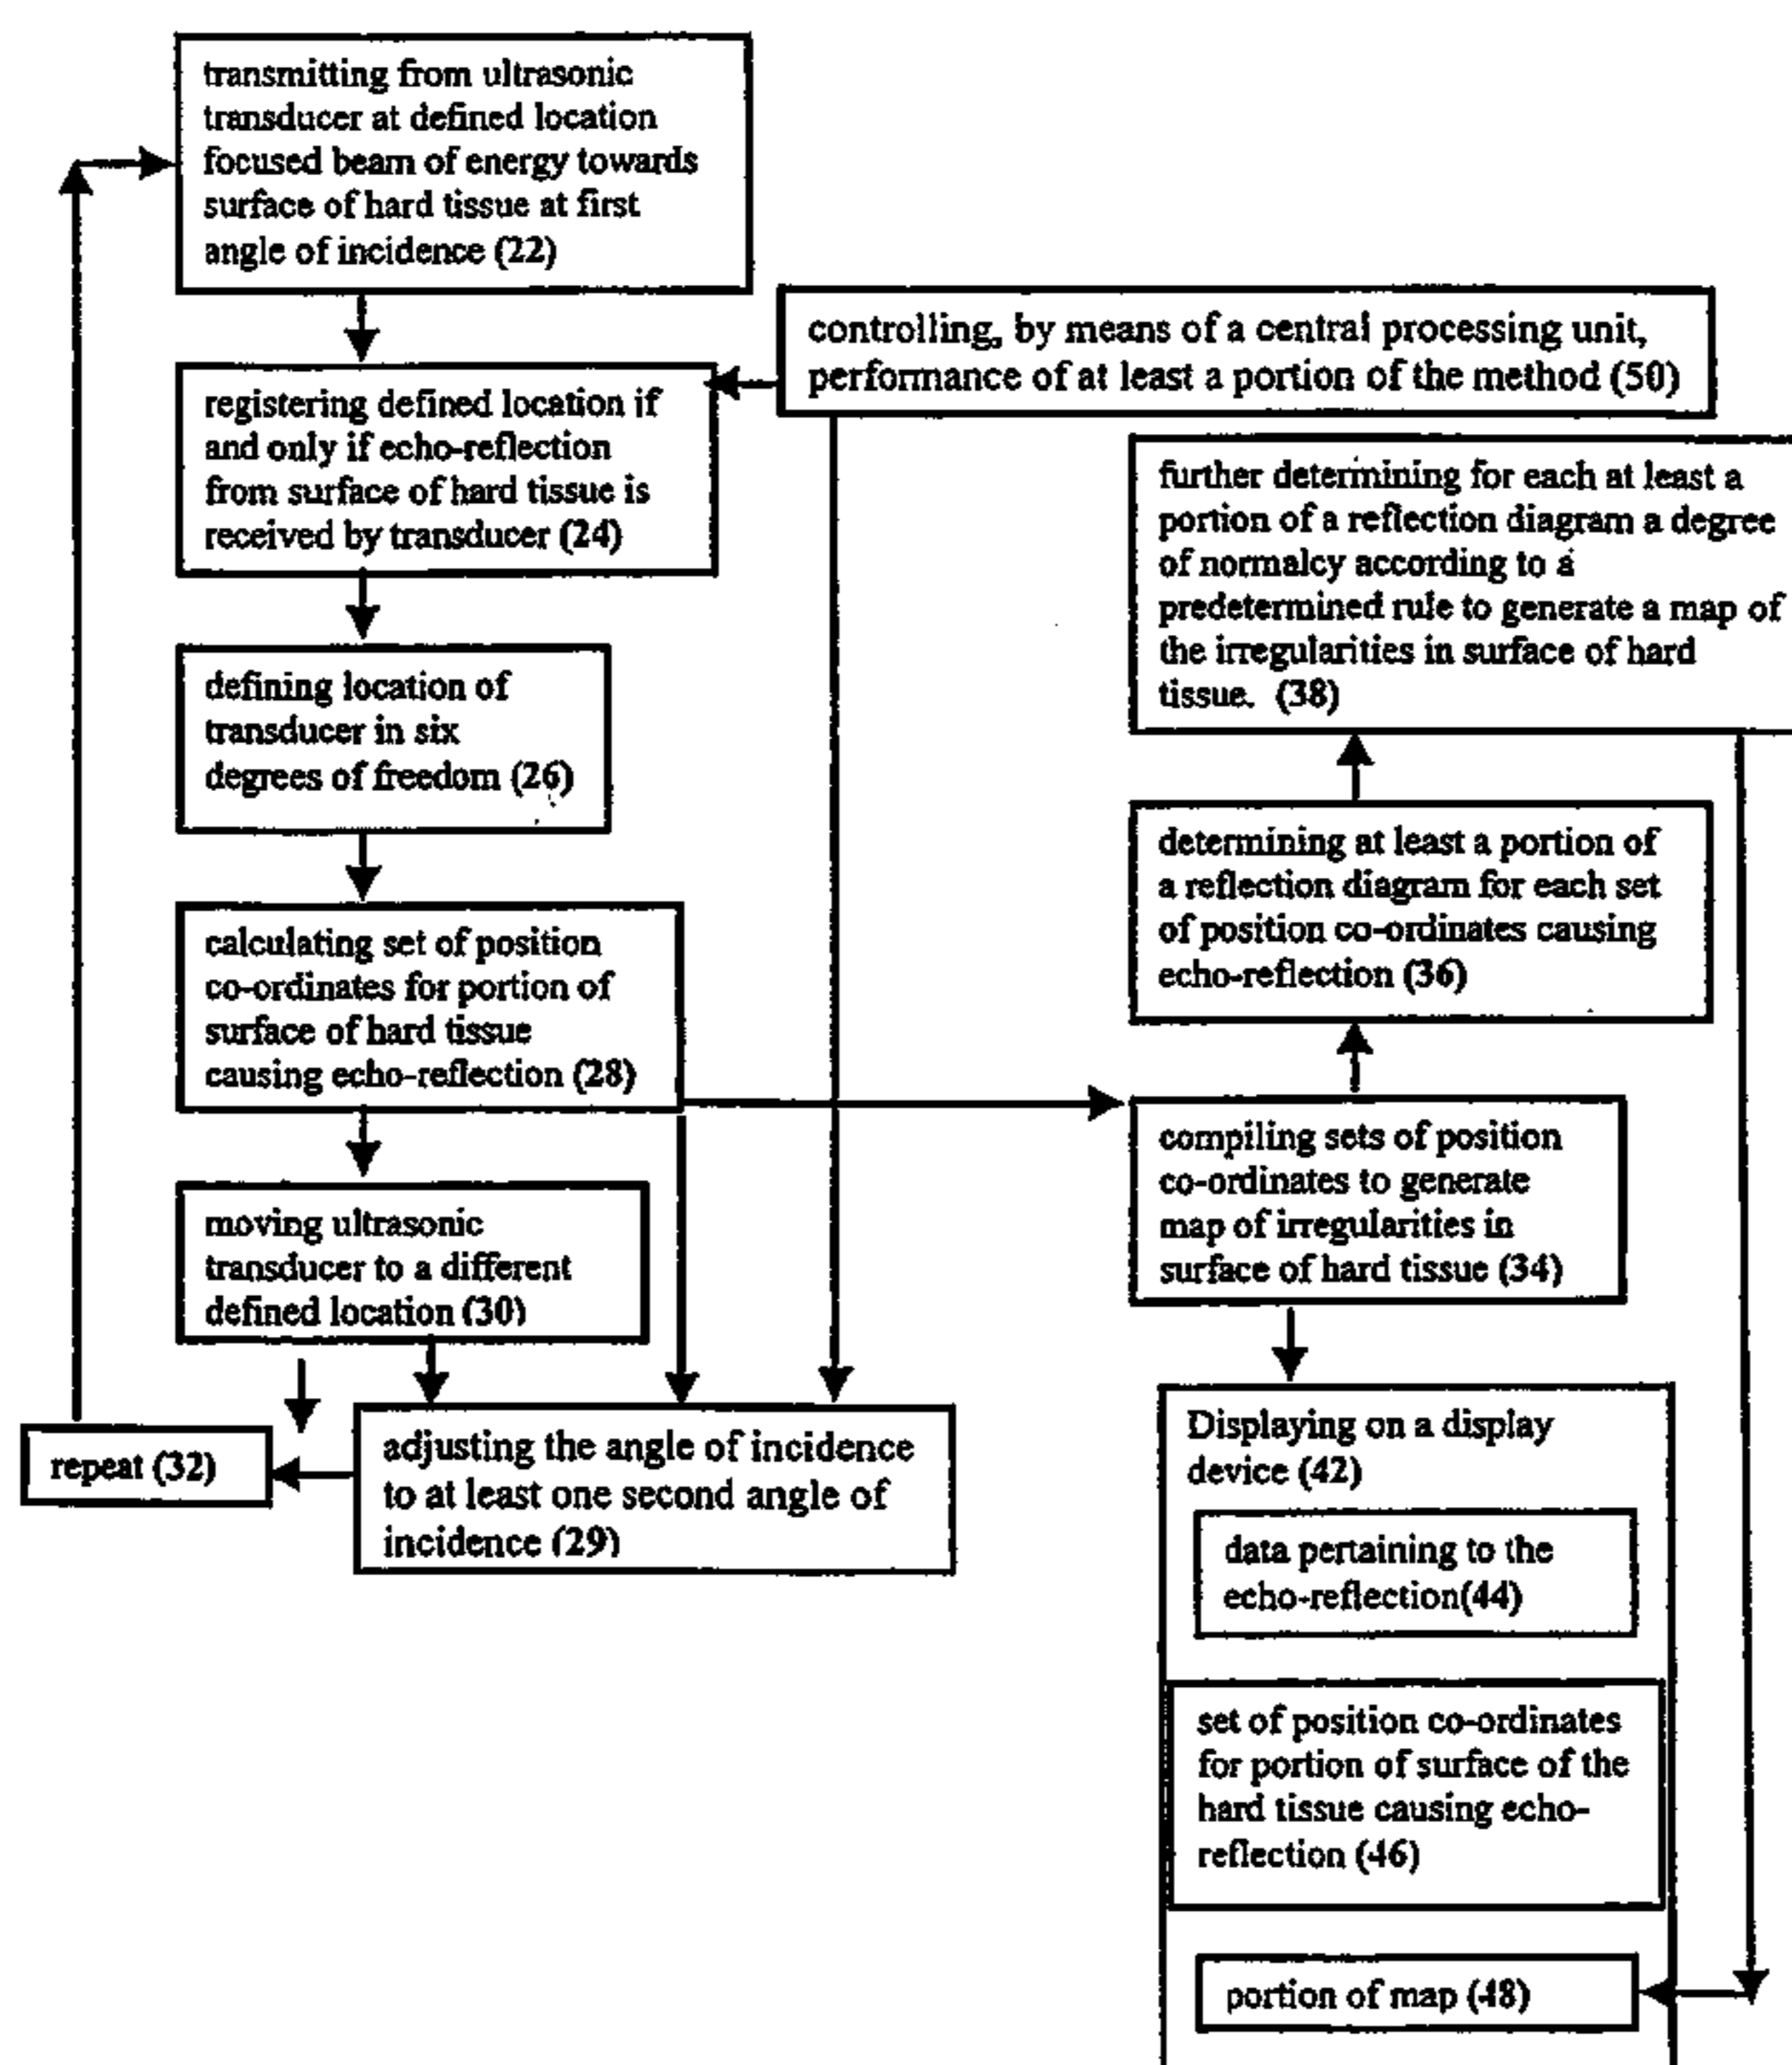 transmitting from ultrasonic
transducer at defined location
focused beam of energy towards
surface of hard tissue at first
angle of incidence (22)
controlling, by means of a central processing unit,
performance of at least a portion of the method (50)
registering defined location if
and only if echo-reflection
from surface of hard tissue is
received by transducer (24)
further determining for each at least a
portion of a reflection diagram a degree
of normalcy according to a
predetermined rule to generate a map of
the irregularities in surface of hard
tissue. (38)
defining location of
transducer in six
degrees of freedom (26)
determining at least a portion of
a reflection diagram for each set
of position co-ordinates causing
echo-reflection (36)
calculating set of position
co-ordinates for portion of
surface of hard tissue
causing echo-reflection (28)
compiling sets of position
co-ordinates to generate
map of irregularities in
surface of hard tissue (34)
moving ultrasonic
transducer to a different
defined location (30)
repeat (32)
adjusting the angle of incidence
to at least one second angle of
incidence (29)
Displaying on a display
device (42)
data pertaining to the
echo-reflection(44)
set of position co-ordinates
for portion of surface of the
hard tissue causing echo-
reflection (46)
portion of map (48)